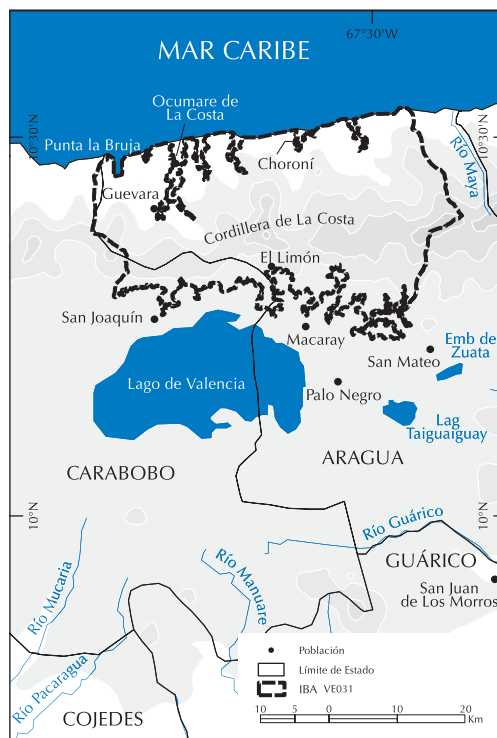 67°30'W
MAR CARIBE
Ocumare de
La Costa
10°30'N
10°30'N
Punta la Bruja
Choroní
Río Maya
Guevara
Cordillera de La Costa
El Limón
San Joaquín
Macaray
Emb de
Zuata
San Mateo
Lago de Valencia
Palo Negro
Lag
Taiguaiguay
CARABOBO
ARAGUA
10°N
10°N
Río Guárico
GUÁRICO
Río Mucaria
Río Manuare
San Juan
de Los Morros
Río Pacaragua
COJEDES
Población
Límite de Estado
IBA VE031
10 5 0 10 20
Km